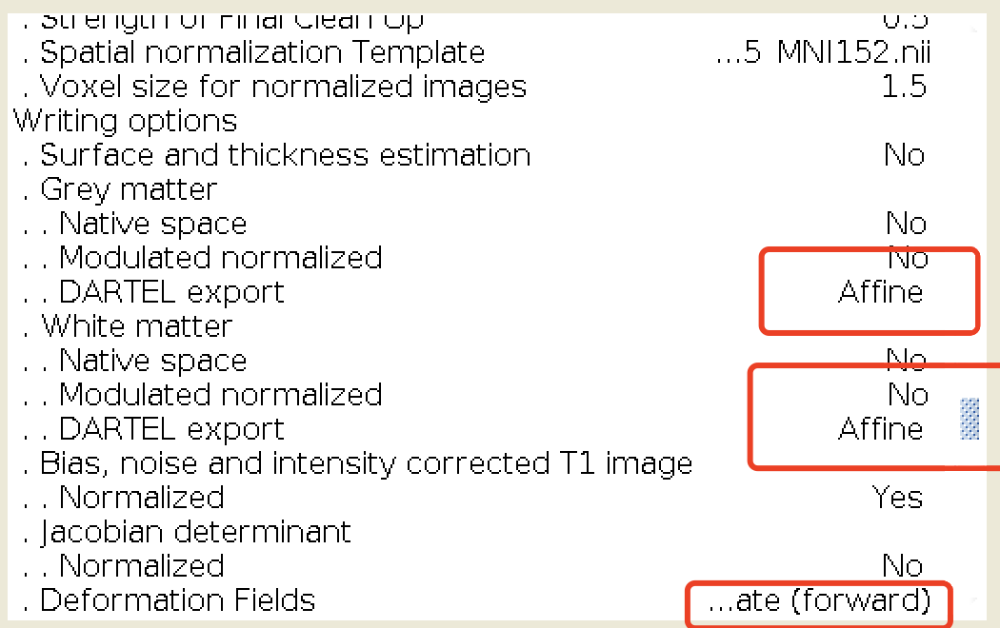 . Strength of Final Clean Up 0.5
. Spatial normalization Template ...5 MNI152.nii
. Voxel size for normalized images 1.5
Writing options
. Surface and thickness estimation No
. Grey matter
. . Native space No
. . Modulated normalized No
. . DARTEL export Affine
. White matter
. . Native space No
. . Modulated normalized No
. . DARTEL export Affine
. Bias, noise and intensity corrected T1 image
. . Normalized Yes
. Jacobian determinant
. . Normalized No
. Deformation Fields ...ate (forward)